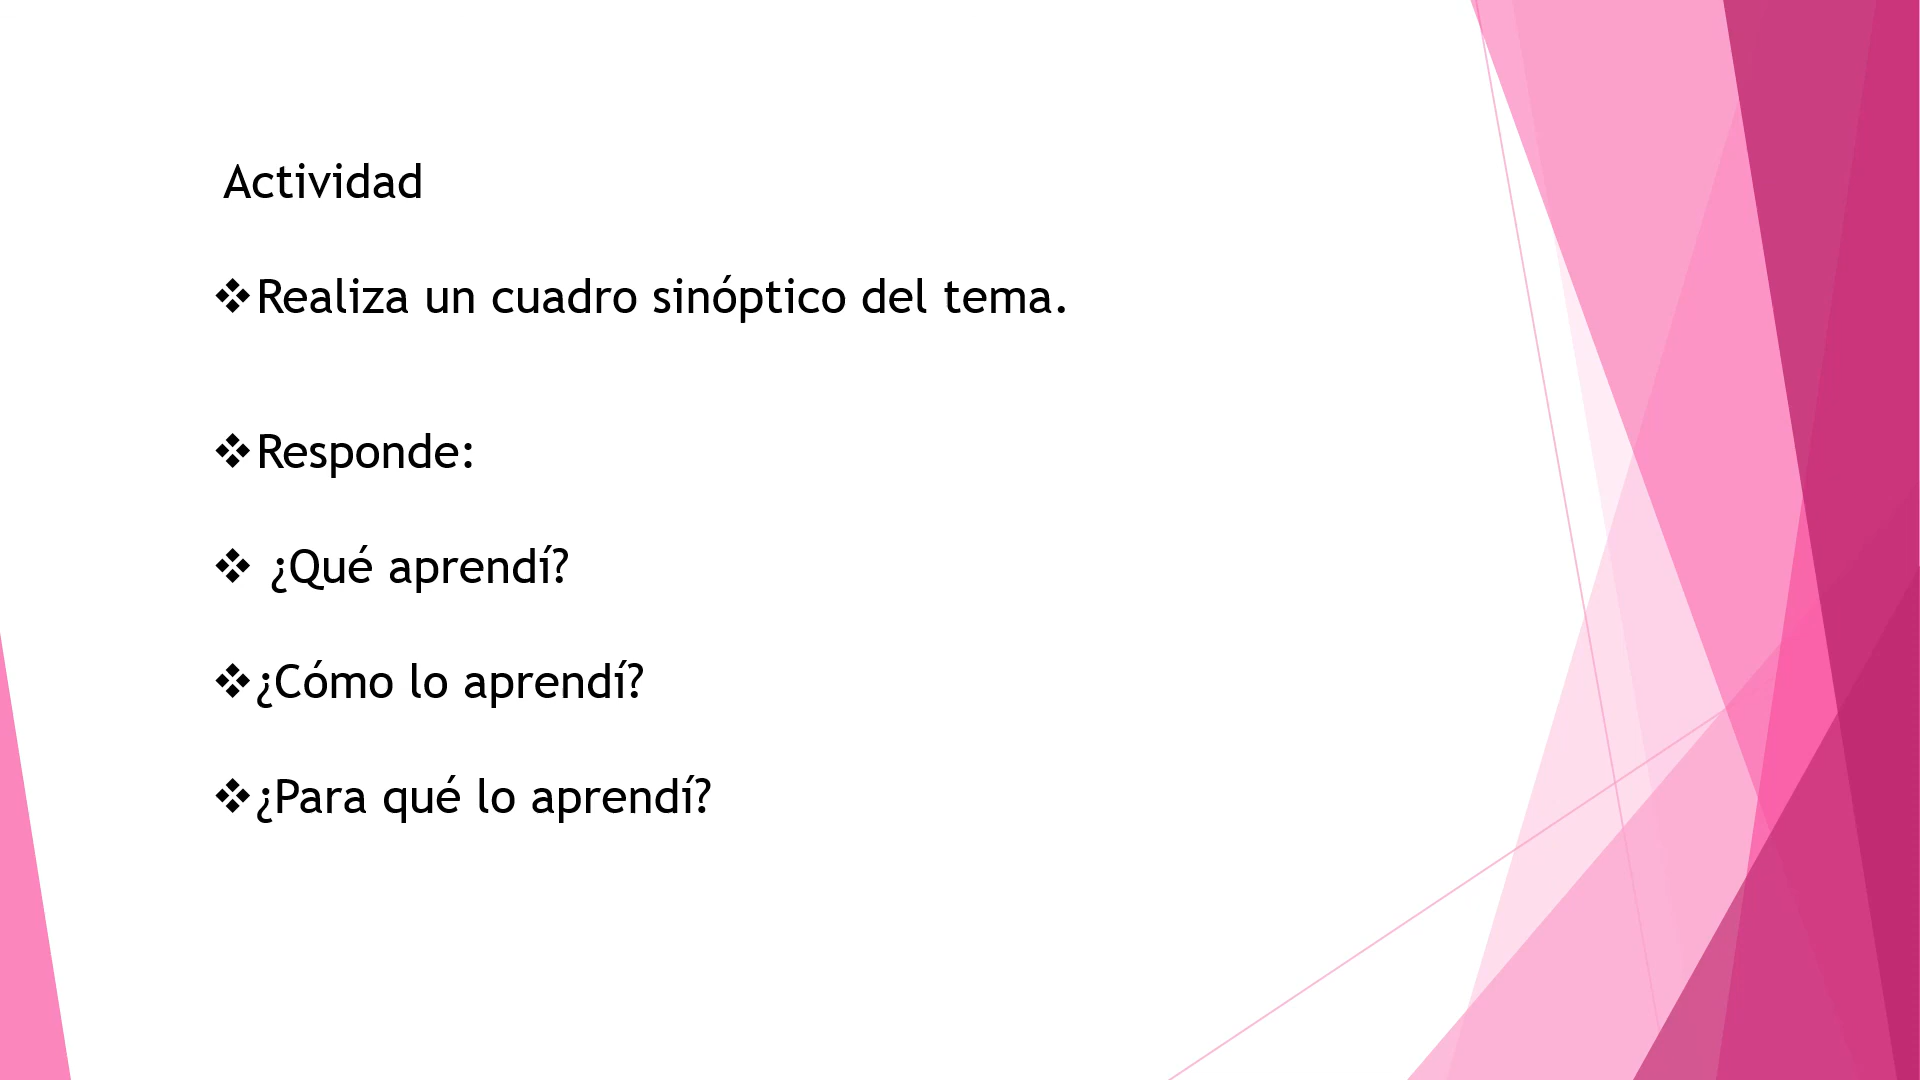 Actividad
❖Realiza un cuadro sinóptico del tema.
❖Responde:
❖ ¿Qué aprendí?
❖¿Cómo lo aprendí?
❖¿Para qué lo aprendí?